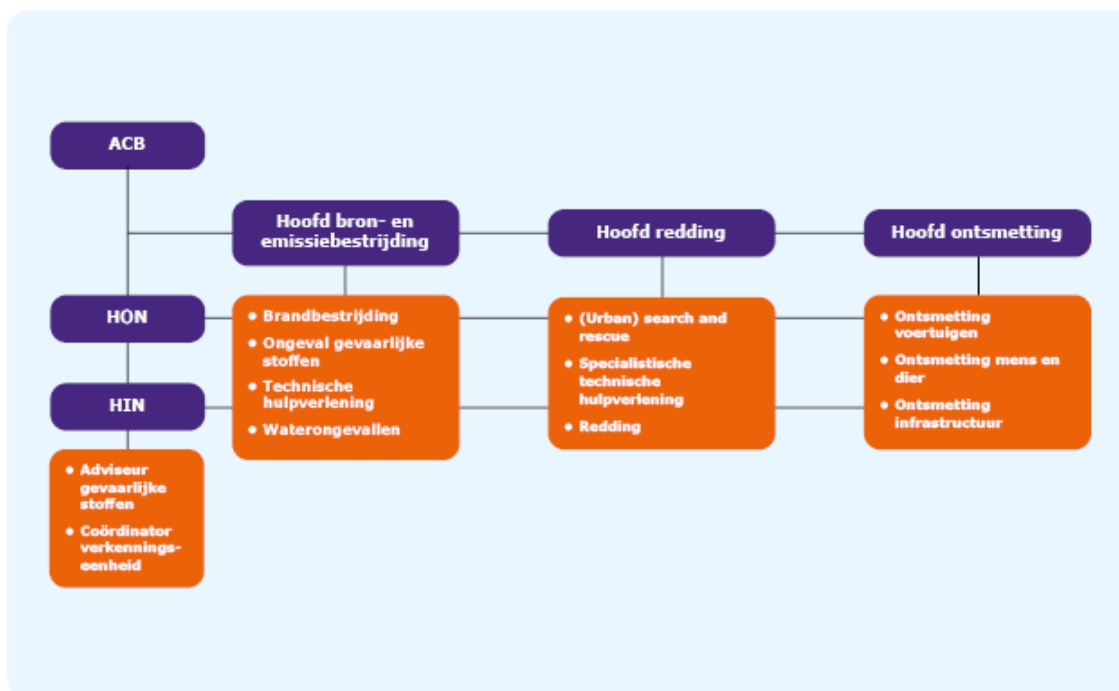 ACB
Hoofd bron- en
emissiebestrijding
Hoofd redding
Hoofd ontsmetting
HON
• Brandbestrijding
• Ongeval gevaarlijke
stoffen
• Technische
hulpverlening
• Waterongevallen
• (Urban) search and
rescue
• Specialistische
technische
hulpverlening
• Redding
• Ontsmetting
voertuigen
• Ontsmetting mens en
dier
• Ontsmetting
infrastructuur
HIN
• Adviseur
gevaarlijke
stoffen
• Coördinator
verkennings-
eenheid